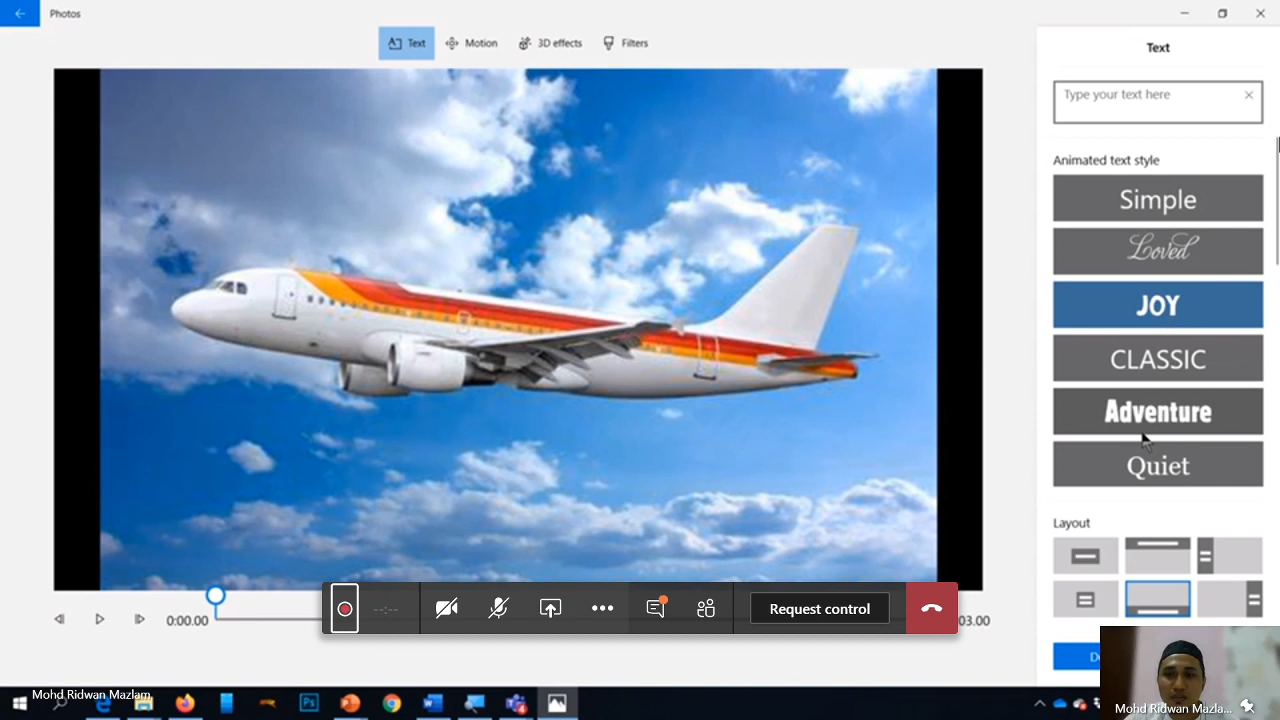 Photos
Text
Motion
3D effects
Filters
Text
Type your text here
Animated text style
Simple
Loved
JOY
CLASSIC
Adventure
Quiet
Layout
0:00.00
--:--
Request control
03.00
Mohd Ridwan Mazlam
Mohd Ridwan Mazla...